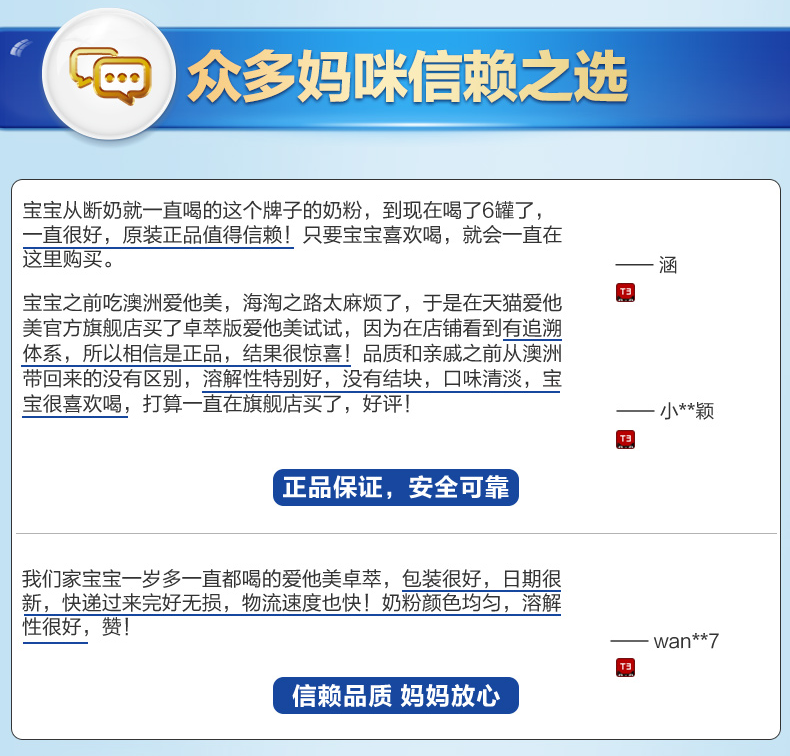 众多妈咪信赖之选
宝宝从断奶就一直喝的这个牌子的奶粉，到现在喝了6罐了，
一直很好，原装正品值得信赖！只要宝宝喜欢喝，就会一直在
这里购买。
—— 涵
T3
宝宝之前吃澳洲爱他美，海淘之路太麻烦了，于是在天猫爱他
美官方旗舰店买了卓萃版爱他美试试，因为在店铺看到有追溯
体系，所以相信是正品，结果很惊喜！品质和亲戚之前从澳洲
带回来的没有区别，溶解性特别好，没有结块，口味清淡，宝
宝很喜欢喝，打算一直在旗舰店买了，好评！
—— 小**颖
T3
正品保证，安全可靠
我们家宝宝一岁多一直都喝的爱他美卓萃，包装很好，日期很
新，快递过来完好无损，物流速度也快！奶粉颜色均匀，溶解
性很好，赞！
—— wan**7
T3
信赖品质 妈妈放心